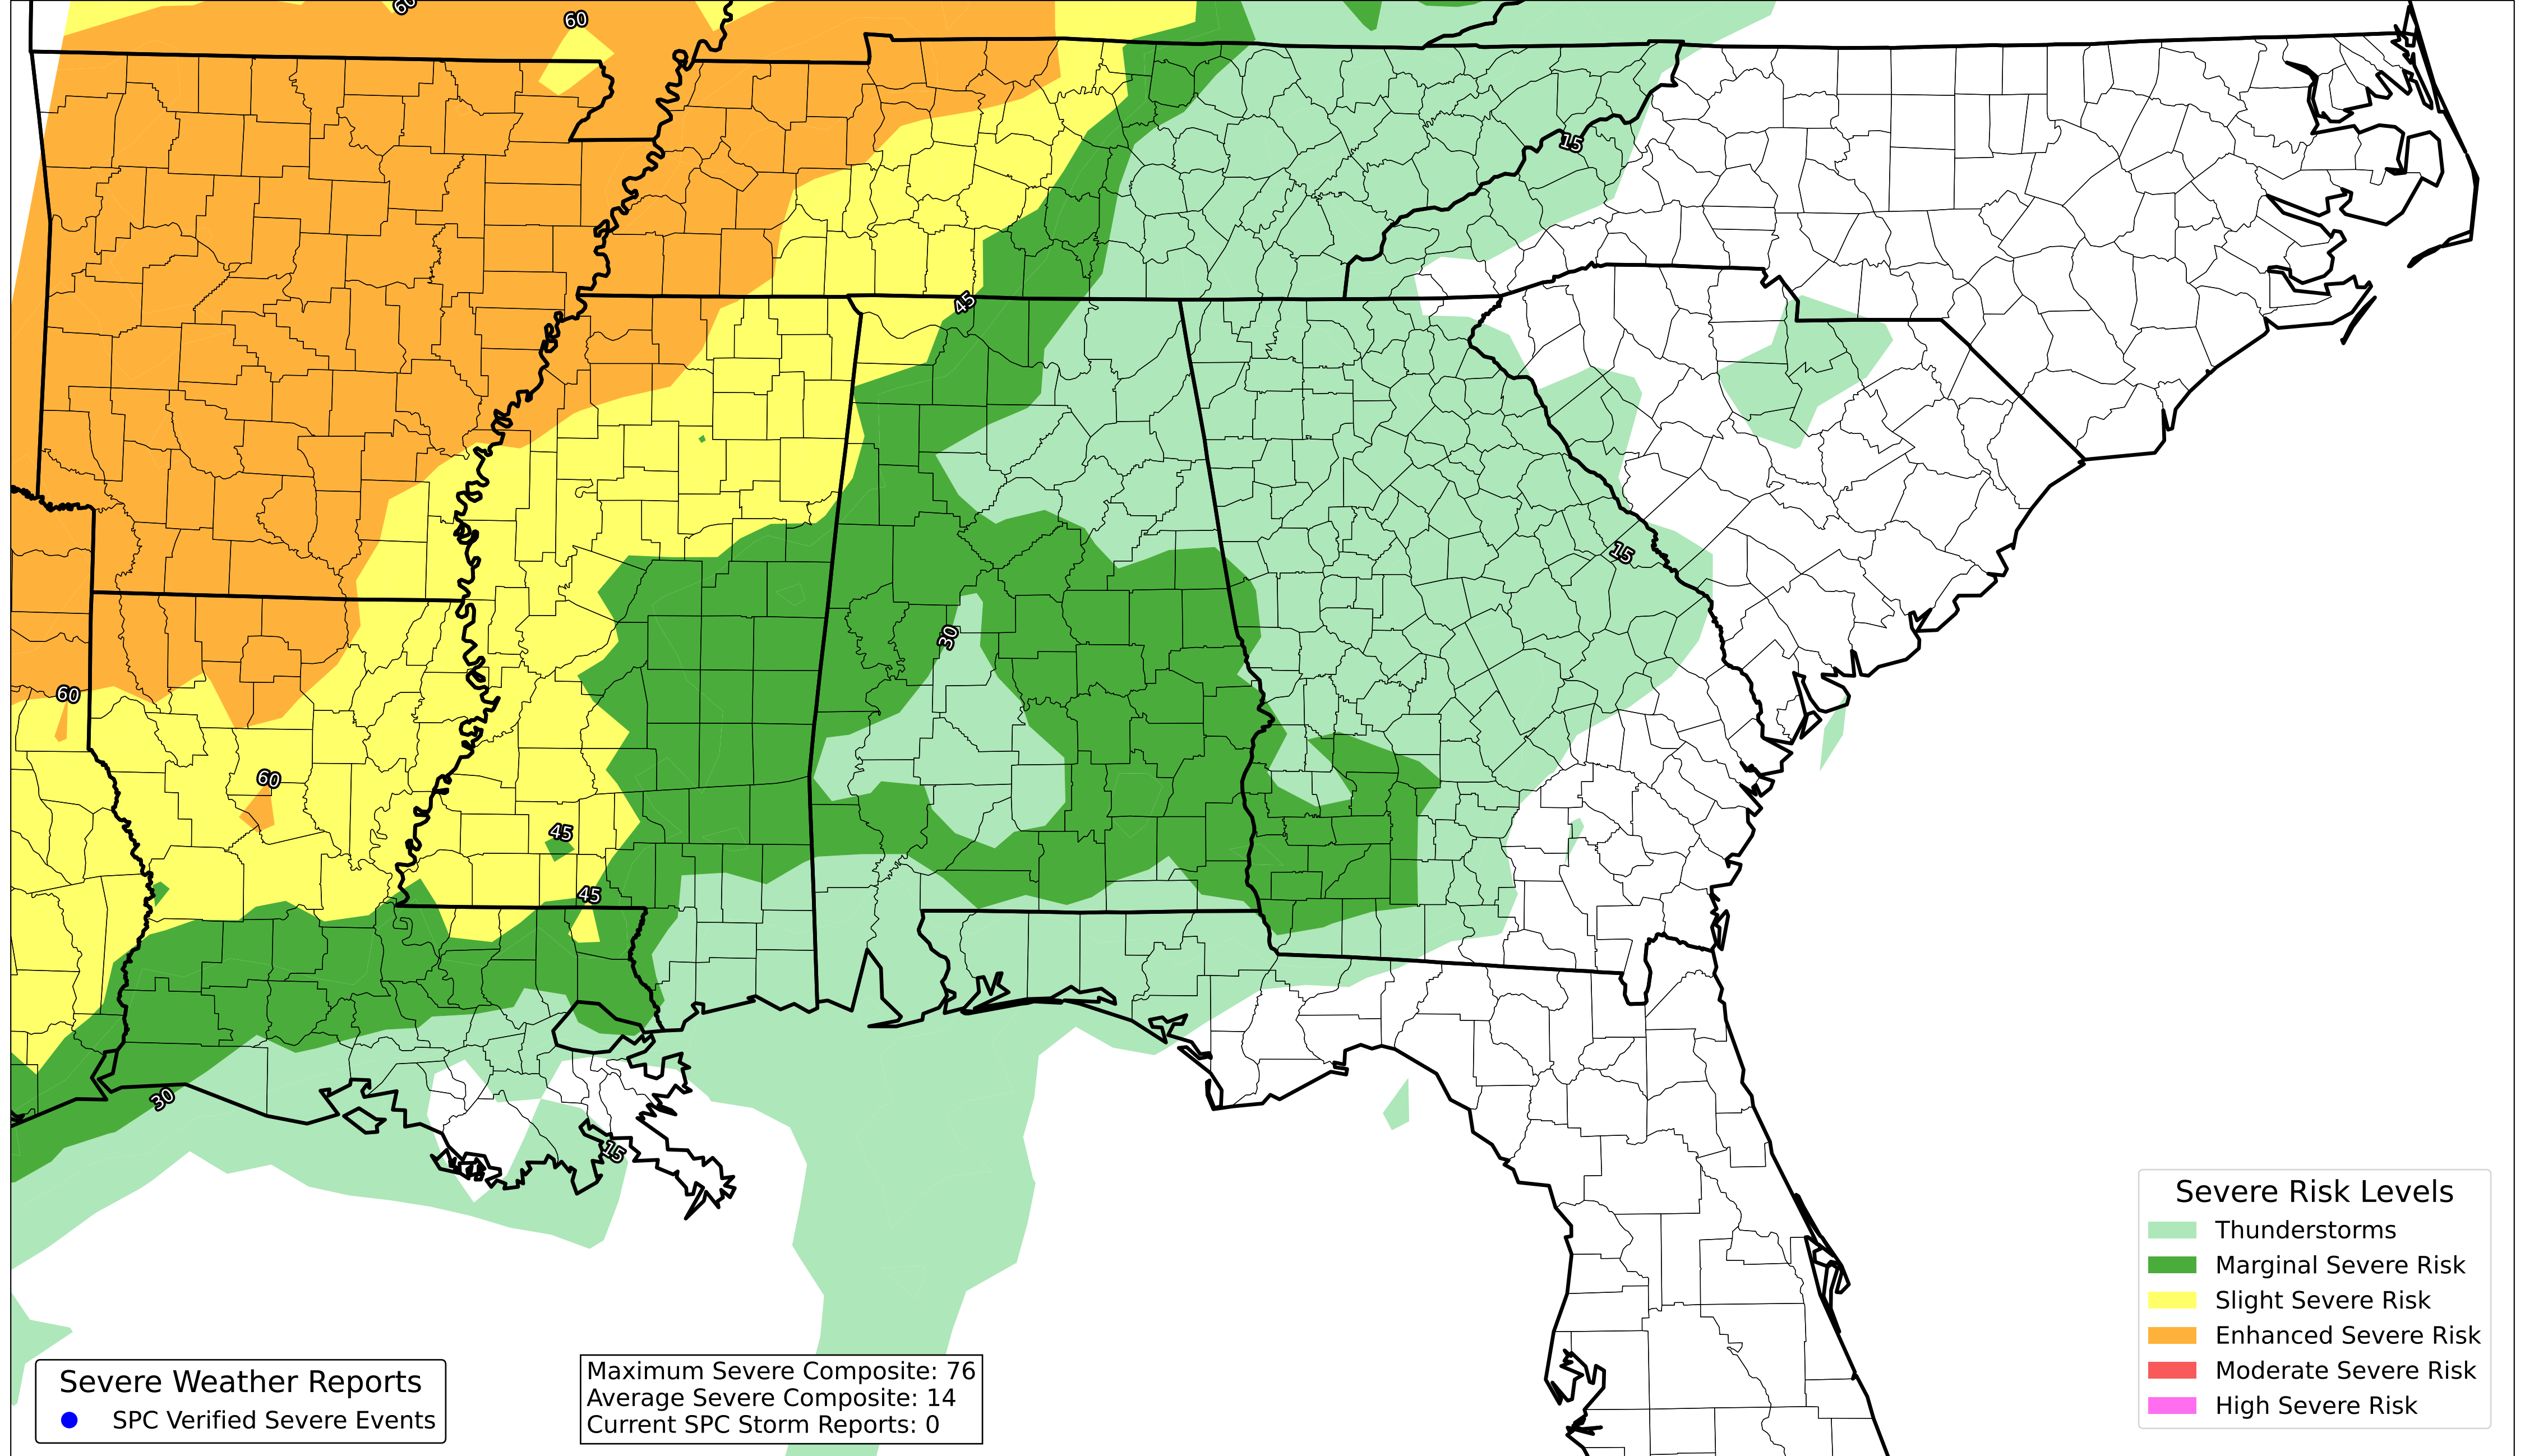 60
60
15
45
15
30
60
60
45
45
30
15
Severe Risk Levels
Thunderstorms
Marginal Severe Risk
Slight Severe Risk
Enhanced Severe Risk
Moderate Severe Risk
High Severe Risk
Severe Weather Reports
SPC Verified Severe Events
Maximum Severe Composite: 76
Average Severe Composite: 14
Current SPC Storm Reports: 0